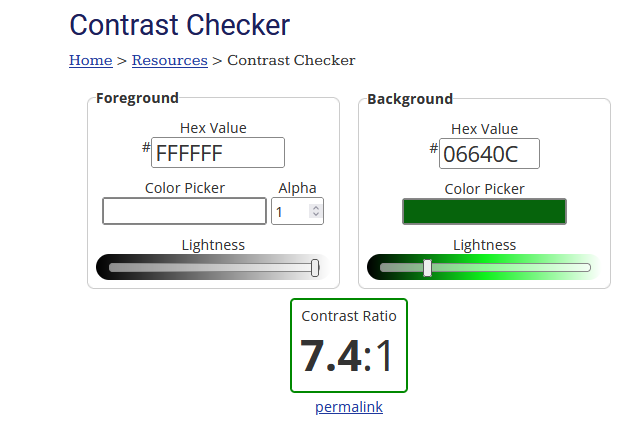 Contrast Checker
Home > Resources > Contrast Checker
Foreground
Hex Value
# FFFFFF
Color Picker Alpha
1
Lightness
Background
Hex Value
# 06640C
Color Picker
Lightness
Contrast Ratio
7.4:1
permalink